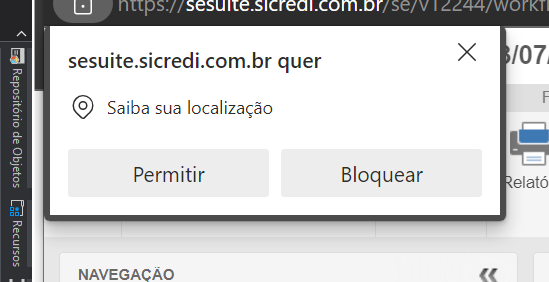 https://sesuite.sicredi.com.br/se/v12244/workfl
sesuite.sicredi.com.br quer
Saiba sua localização
Permitir
Bloquear
3/07/
F
Relató
NAVEGAÇÃO
Repositório de Objetos
Recursos